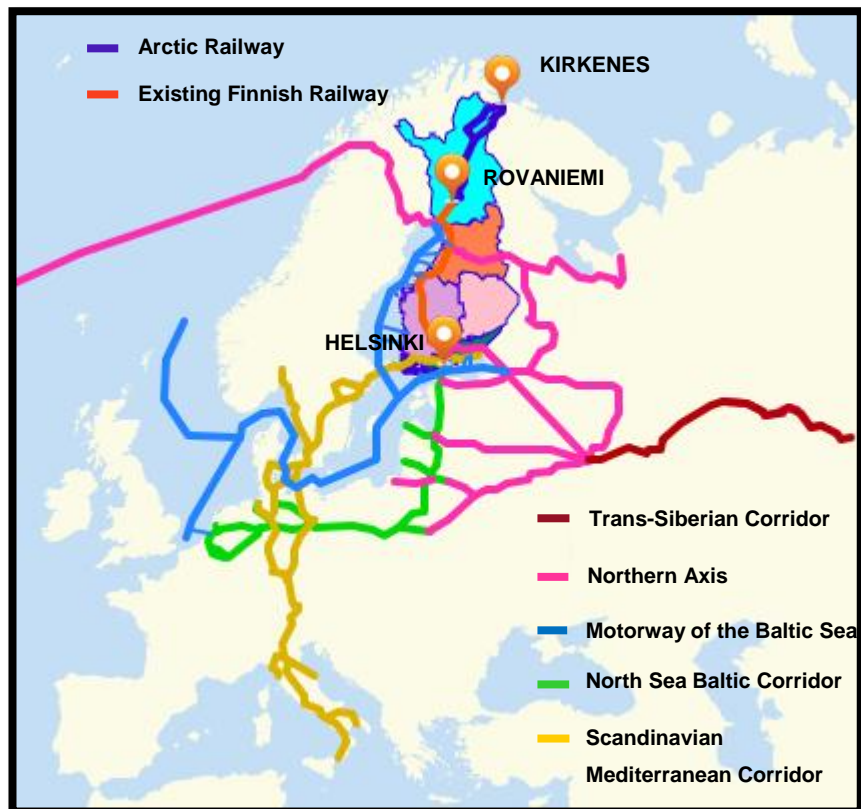 Arctic Railway
KIRKENES
Existing Finnish Railway
ROVANIEMI
HELSINKI
Trans-Siberian Corridor
Northern Axis
Motorway of the Baltic Sea
North Sea Baltic Corridor
Scandinavian
Mediterranean Corridor